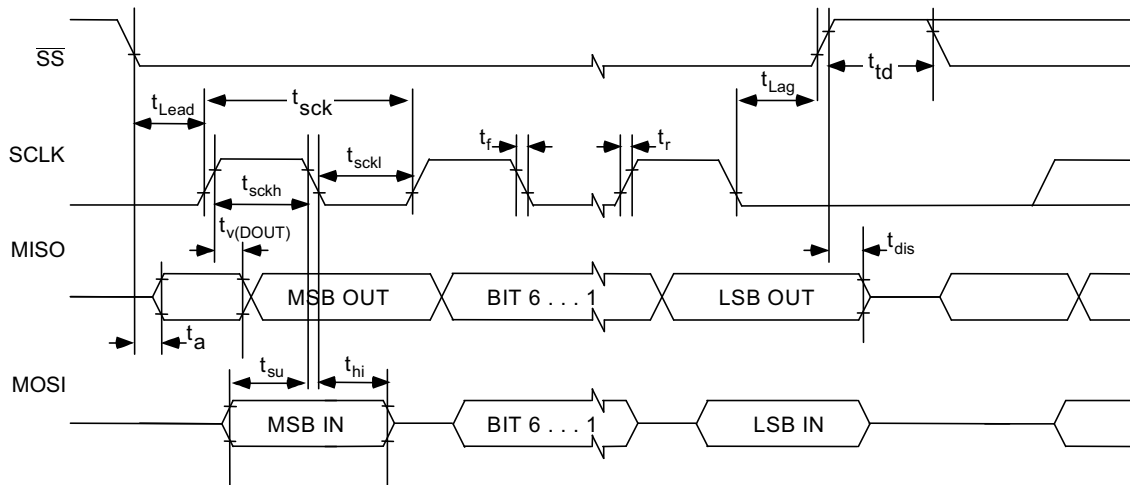 SS
t_td
t_Lag
t_Lead
t_sck
SCLK
t_f
t_r
t_sckl
t_sckh
t_v(DOUT)
MISO
t_dis
MSB OUT
BIT 6 . . . 1
LSB OUT
t_a
t_su
t_hi
MOSI
MSB IN
BIT 6 . . . 1
LSB IN